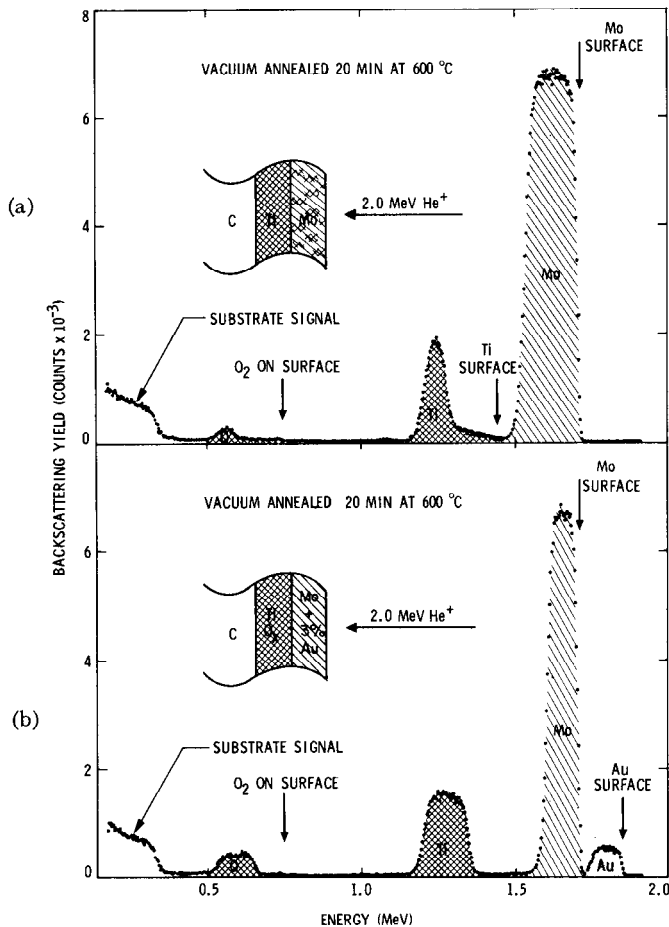 Mo
SURFACE
8
VACUUM ANNEALED 20 MIN AT 600 °C
6
(a)
2.0 MeV He+
C
Ti
Mo
4
Mo
SUBSTRATE SIGNAL
2
O2 ON SURFACE
Ti
SURFACE
Ti
O
0
BACKSCATTERING YIELD (COUNTS x 10-3)
Mo
SURFACE
VACUUM ANNEALED 20 MIN AT 600 °C
6
2.0 MeV He+
C
Ti
Ox
Mo
+
3%
Au
4
(b)
Mo
SUBSTRATE SIGNAL
2
O2 ON SURFACE
Au
SURFACE
O
Ti
Au
0
0.5
1.0
1.5
2.0
ENERGY (MeV)